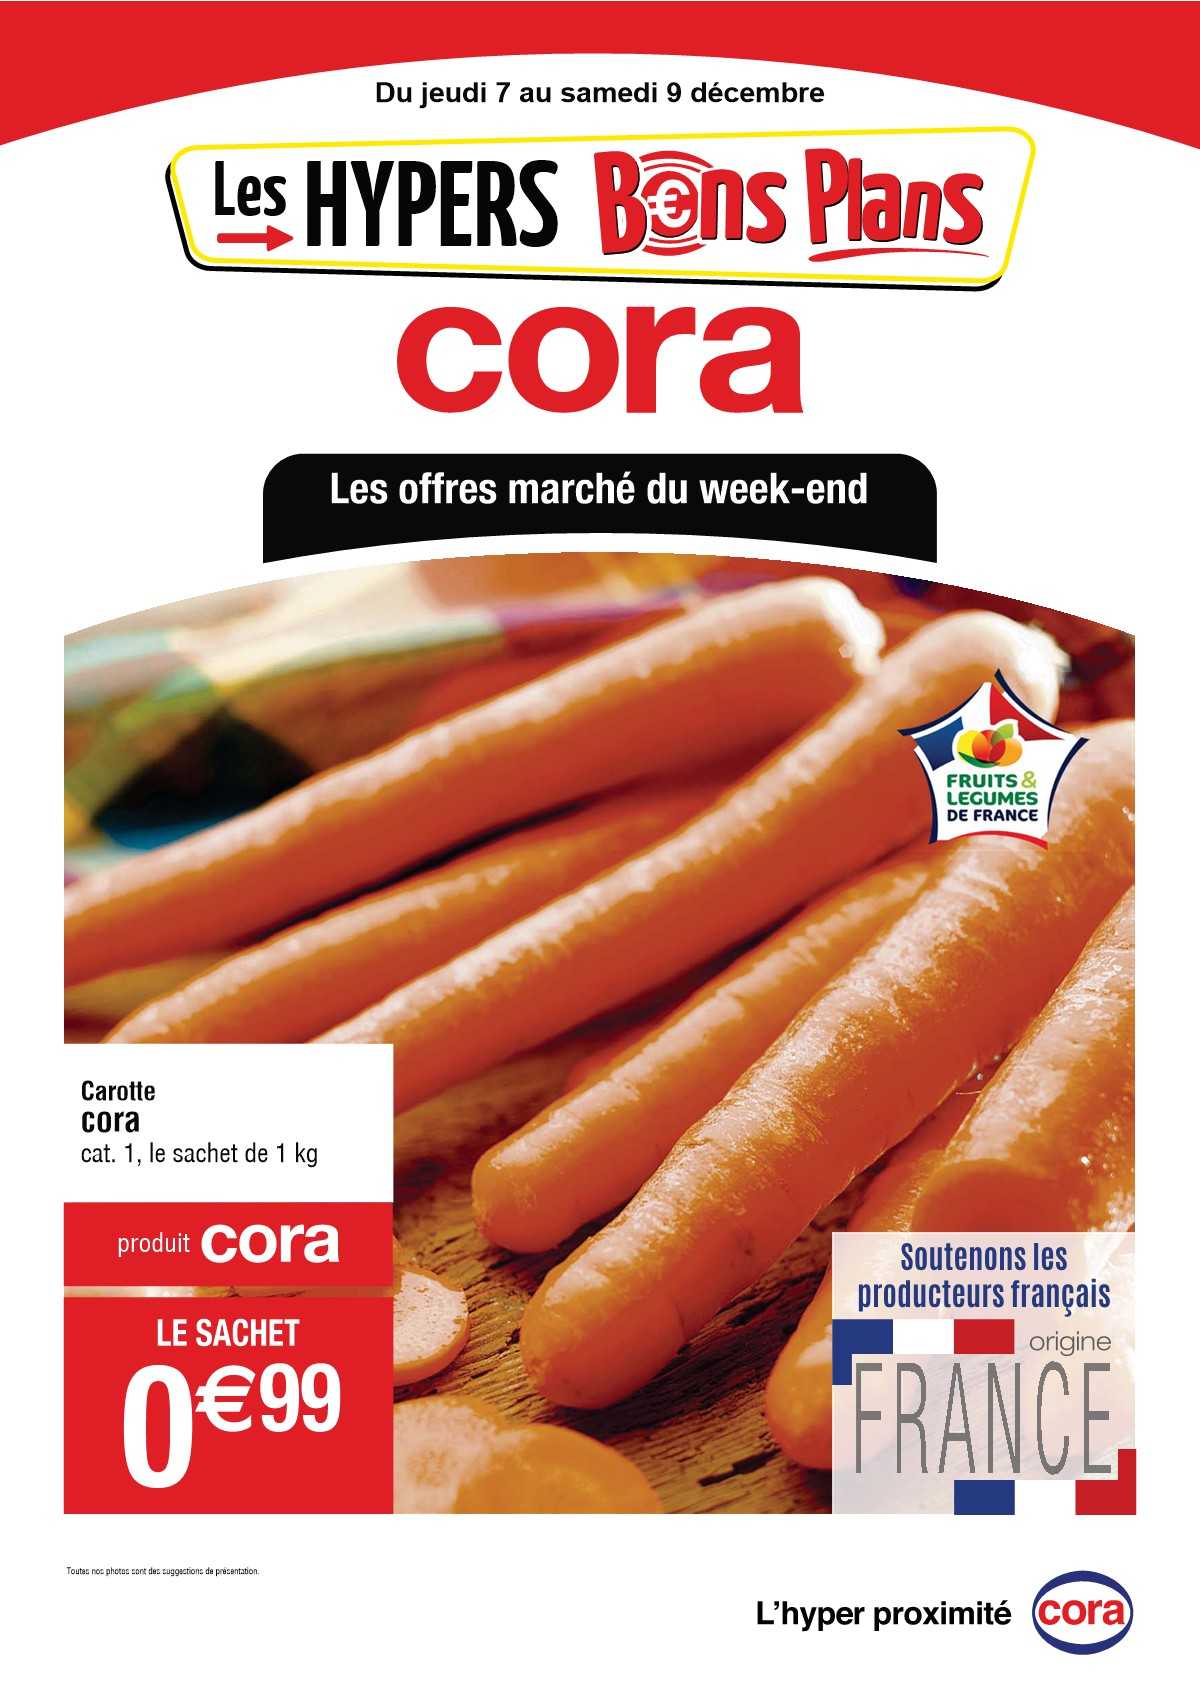 Du jeudi 7 au samedi 9 décembre
Les HYPERS Bons Plans
cora
Les offres marché du week-end
FRUITS &
LEGUMES
DE FRANCE
Carotte
cora
cat. 1, le sachet de 1 kg
produit cora
LE SACHET
0€99
Soutenons les
producteurs français
origine
FRANCE
Toutes nos photos sont des suggestions de présentation.
L'hyper proximité cora